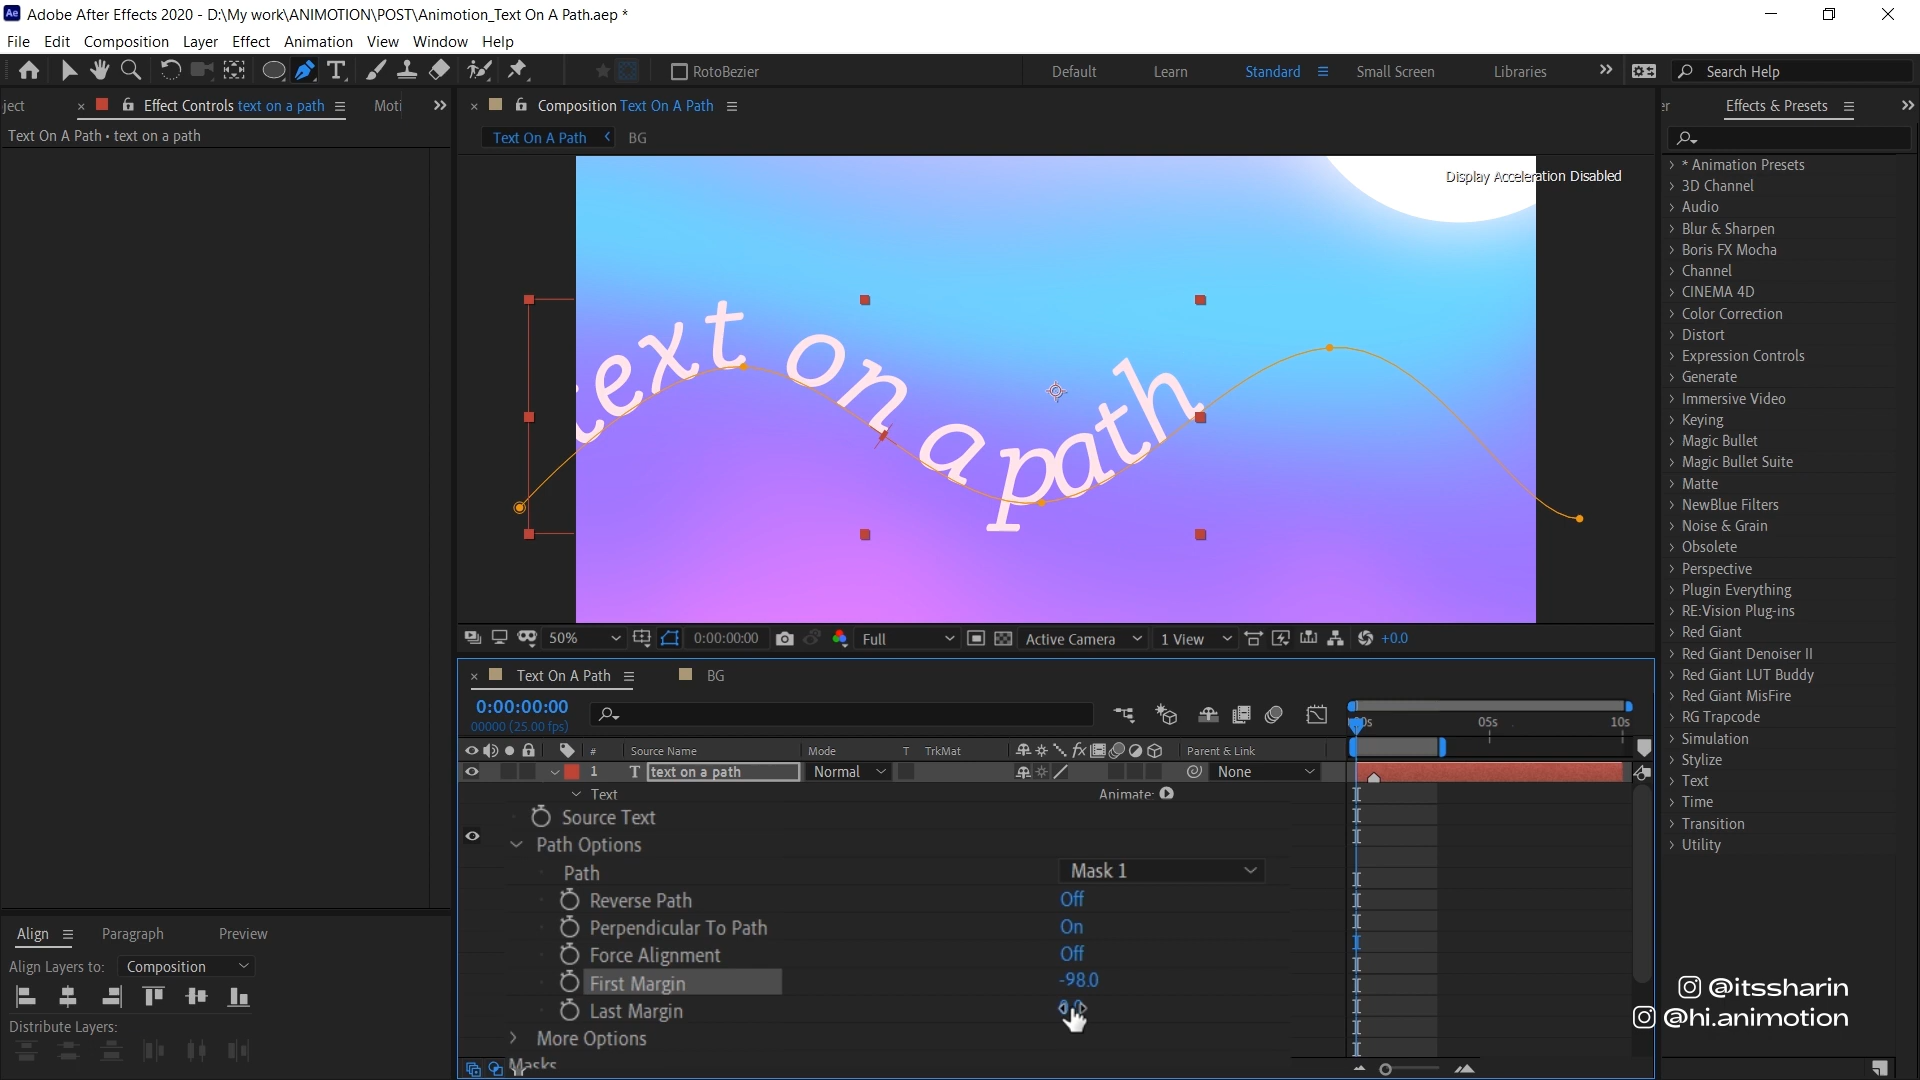 Ae Adobe After Effects 2020 - D:\My work\ANIMOTION\POST\Animotion_Text On A Path.aep *
File Edit Composition Layer Effect Animation View Window Help
RotoBezier Default Learn Standard Small Screen Libraries Search Help
ject Effect Controls text on a path Moti
Text On A Path • text on a path
Composition Text On A Path
Text On A Path BG
Display Acceleration Disabled
text on a path
50% 0:00:00:00 Full Active Camera 1 View +0.0
er Effects & Presets
* Animation Presets
3D Channel
Audio
Blur & Sharpen
Boris FX Mocha
Channel
CINEMA 4D
Color Correction
Distort
Expression Controls
Generate
Immersive Video
Keying
Magic Bullet
Magic Bullet Suite
Matte
NewBlue Filters
Noise & Grain
Obsolete
Perspective
Plugin Everything
RE:Vision Plug-ins
Red Giant
Red Giant Denoiser II
Red Giant LUT Buddy
Red Giant MisFire
RG Trapcode
Simulation
Stylize
Text
Time
Transition
Utility
Text On A Path BG
0:00:00:00
00000 (25.00 fps)
05s 10s
# Source Name Mode T TrkMat Parent & Link
1 T text on a path Normal None
Text Animate:
Source Text
Path Options
Path Mask 1
Reverse Path Off
Perpendicular To Path On
Force Alignment Off
First Margin -98.0
Last Margin
More Options
Masks
Align Paragraph Preview
Align Layers to: Composition
Distribute Layers:
@itssharin
@hi.animotion